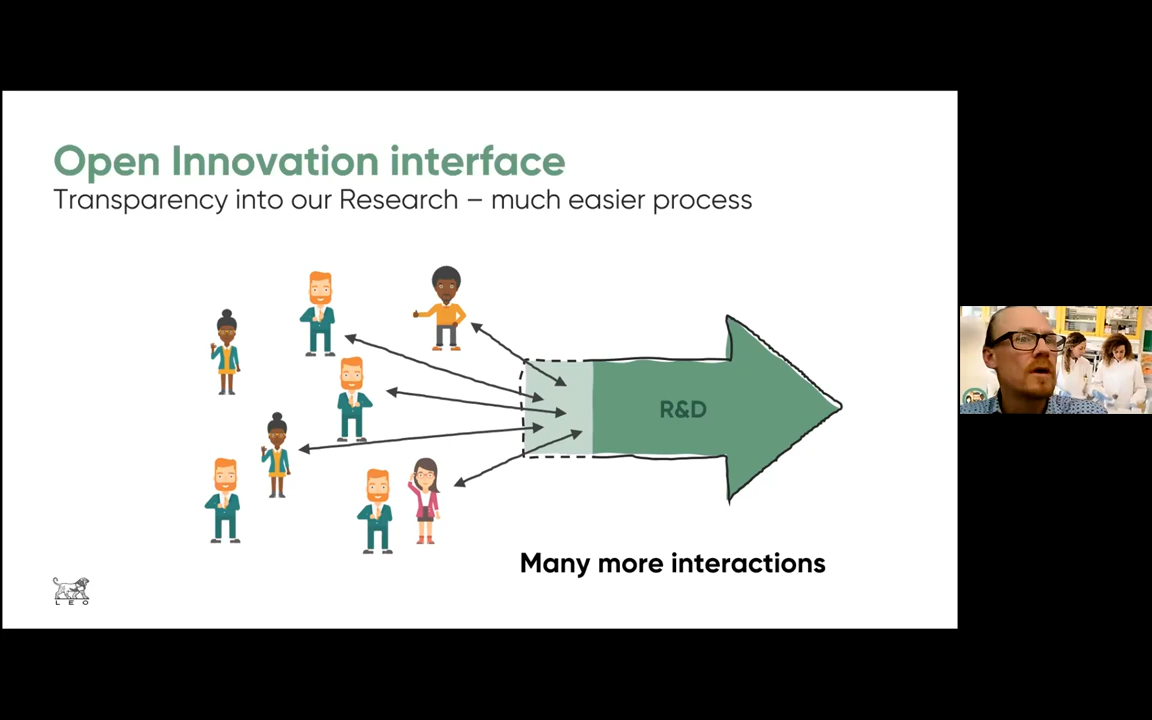 Open Innovation interface
Transparency into our Research – much easier process
R&D
Many more interactions
LEO